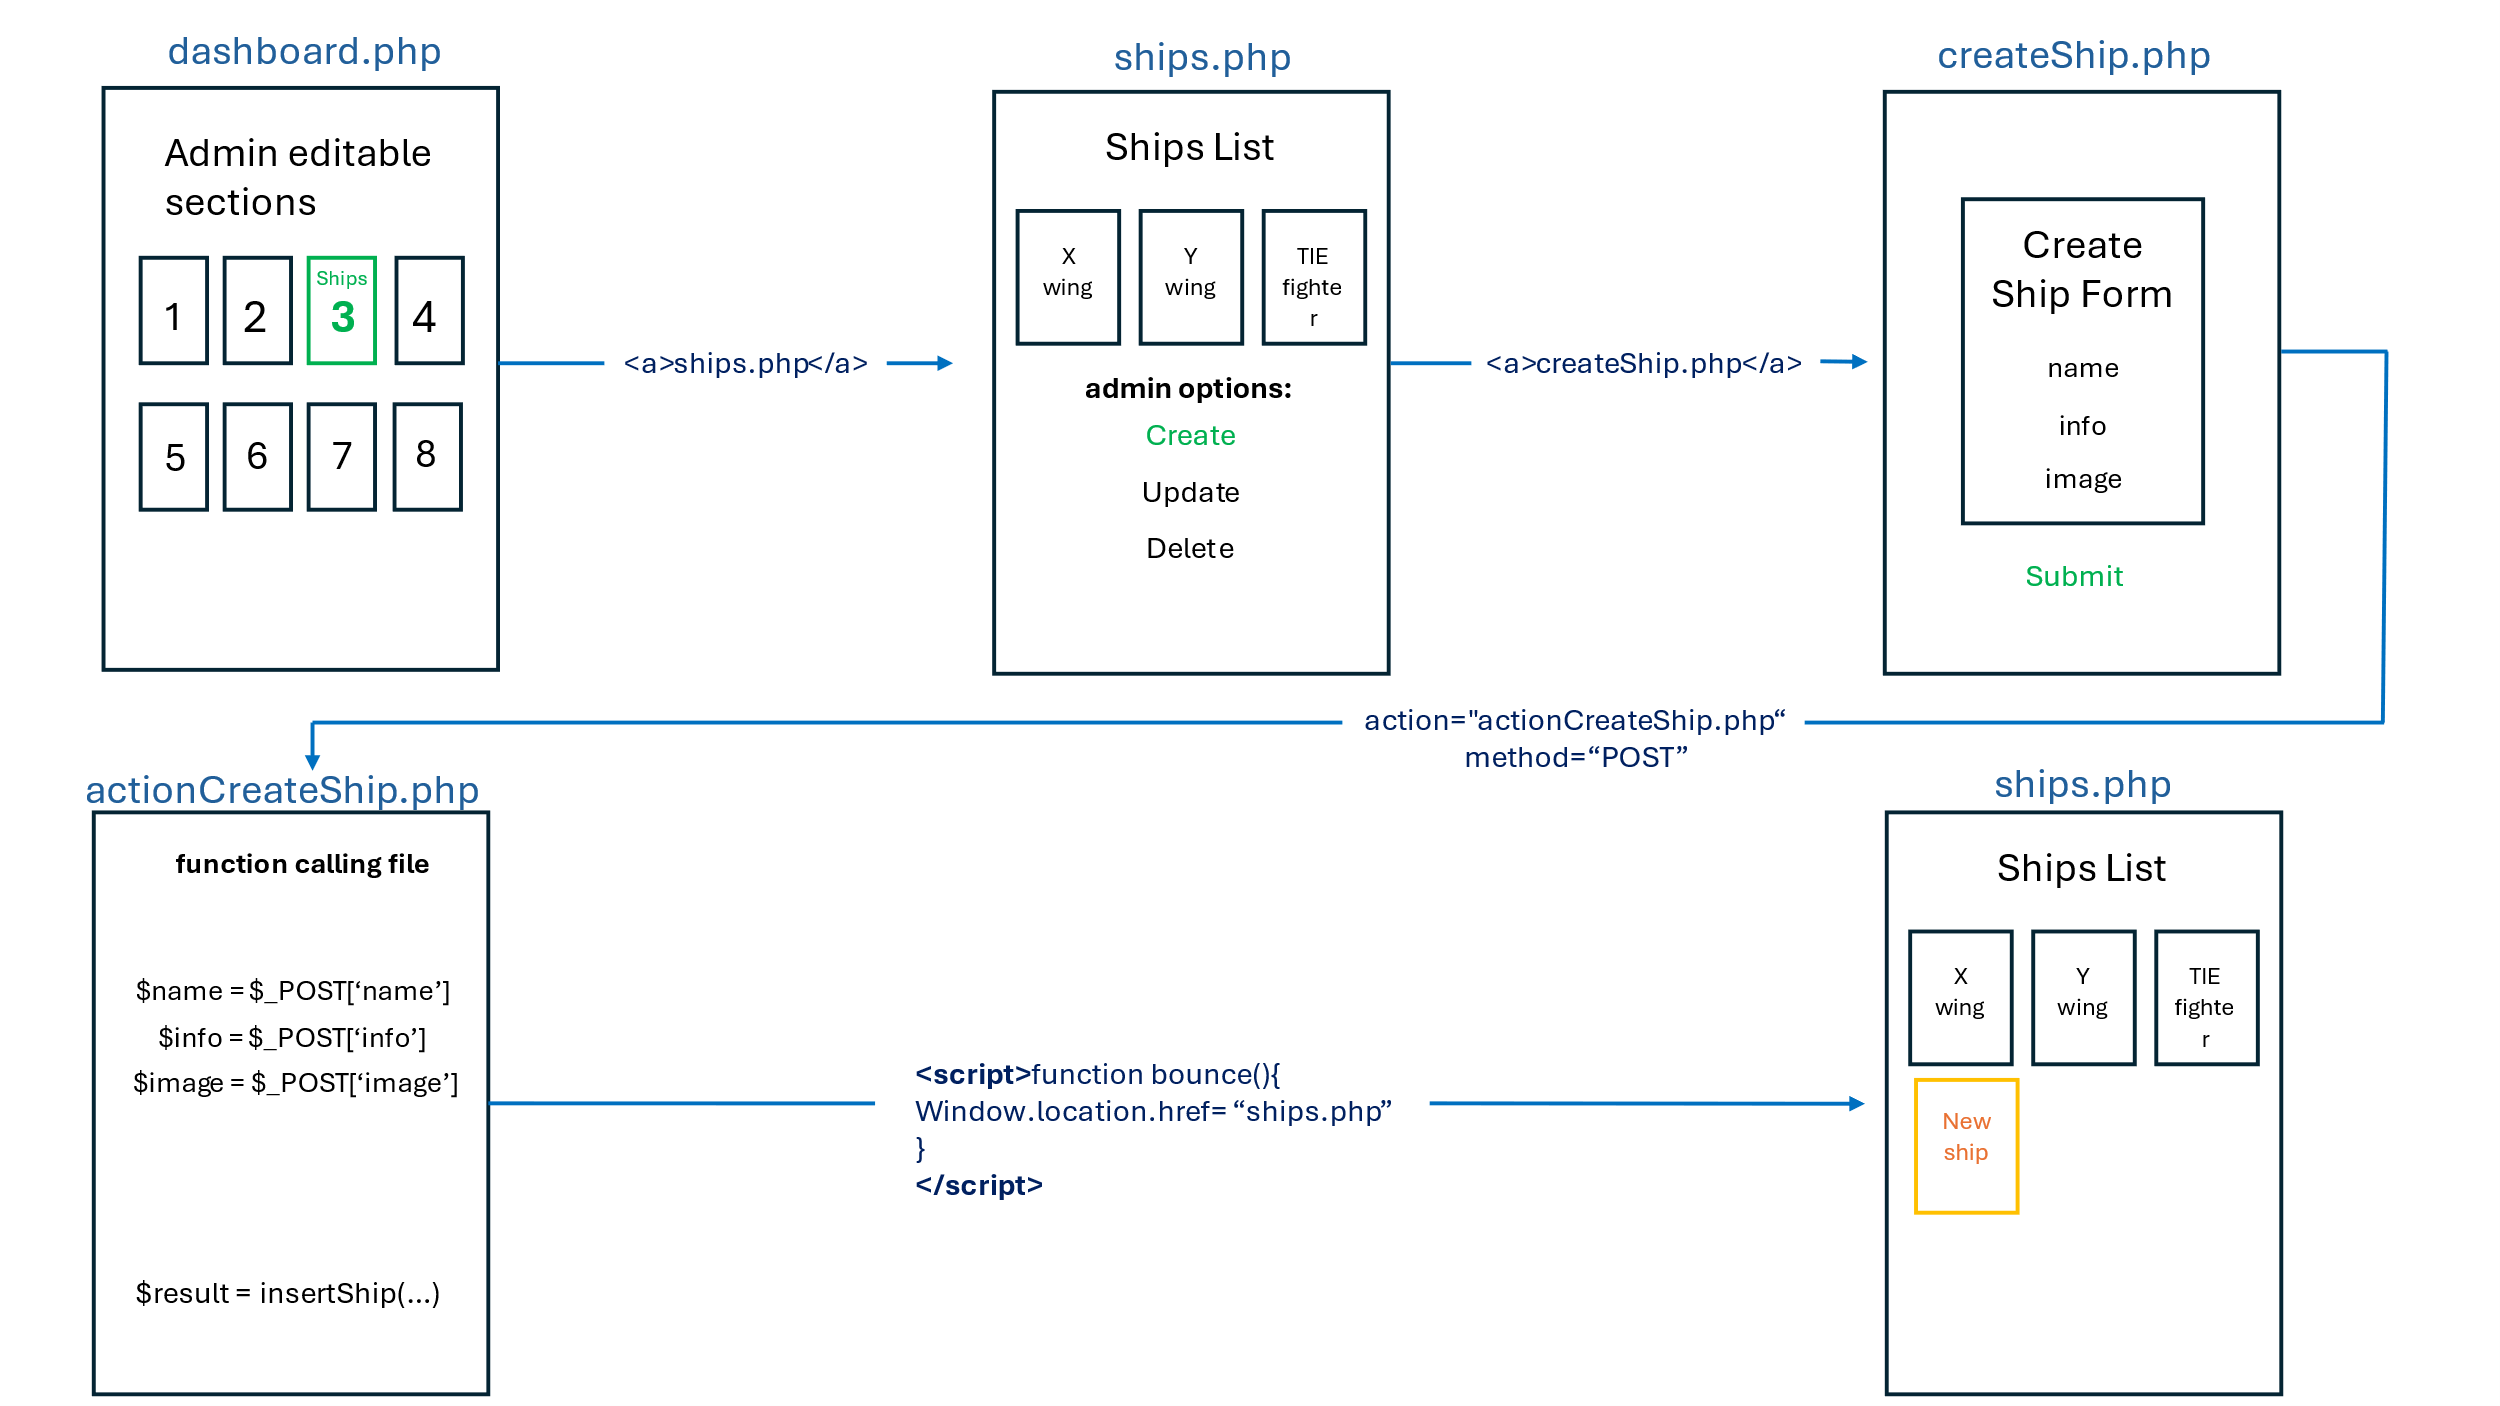 dashboard.php
Admin editable
sections
1
2
Ships
3
4
5
6
7
8
<a>ships.php</a>
ships.php
Ships List
X
wing
Y
wing
TIE
fighte
r
admin options:
Create
Update
Delete
<a>createShip.php</a>
createShip.php
Create
Ship Form
name
info
image
Submit
action="actionCreateShip.php“
method=“POST”
actionCreateShip.php
function calling file
$name = $_POST[‘name’]
$info = $_POST[‘info’]
$image = $_POST[‘image’]
$result = insertShip(...)
<script>function bounce(){
Window.location.href= “ships.php”
}
</script>
ships.php
Ships List
X
wing
Y
wing
TIE
fighte
r
New
ship